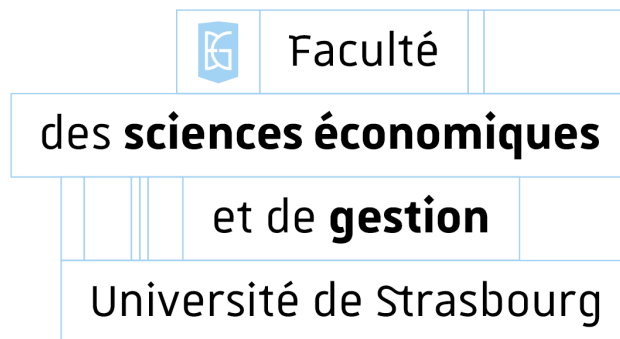 Faculté
des sciences économiques
et de gestion
Université de Strasbourg